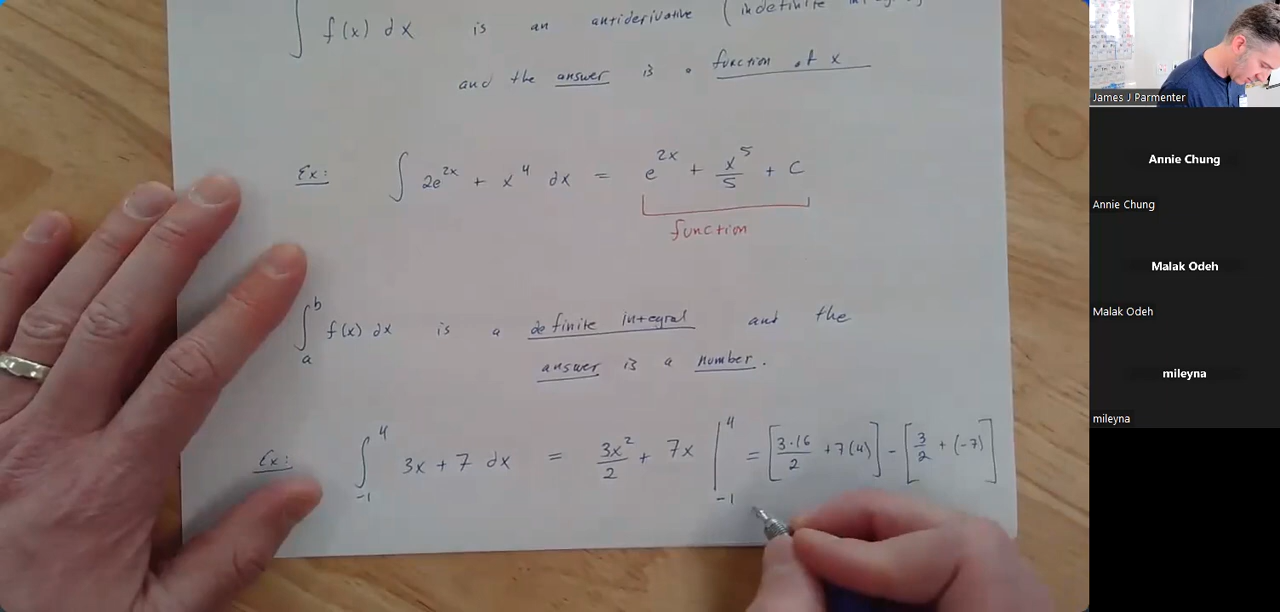 ∫ f(x) dx is an antiderivative (indefinite
and the answer is a function of x
Ex: ∫ 2e^{2x} + x^4 dx = e^{2x} + x^5/5 + C
function
∫_a^b f(x) dx is a definite integral and the
answer is a number.
Ex: ∫_{-1}^4 3x + 7 dx = 3x^2/2 + 7x |_{-1}^4 = [3·16/2 + 7(4)] - [3/2 + (-7)]
James J Parmenter
Annie Chung
Annie Chung
Malak Odeh
Malak Odeh
mileyna
mileyna